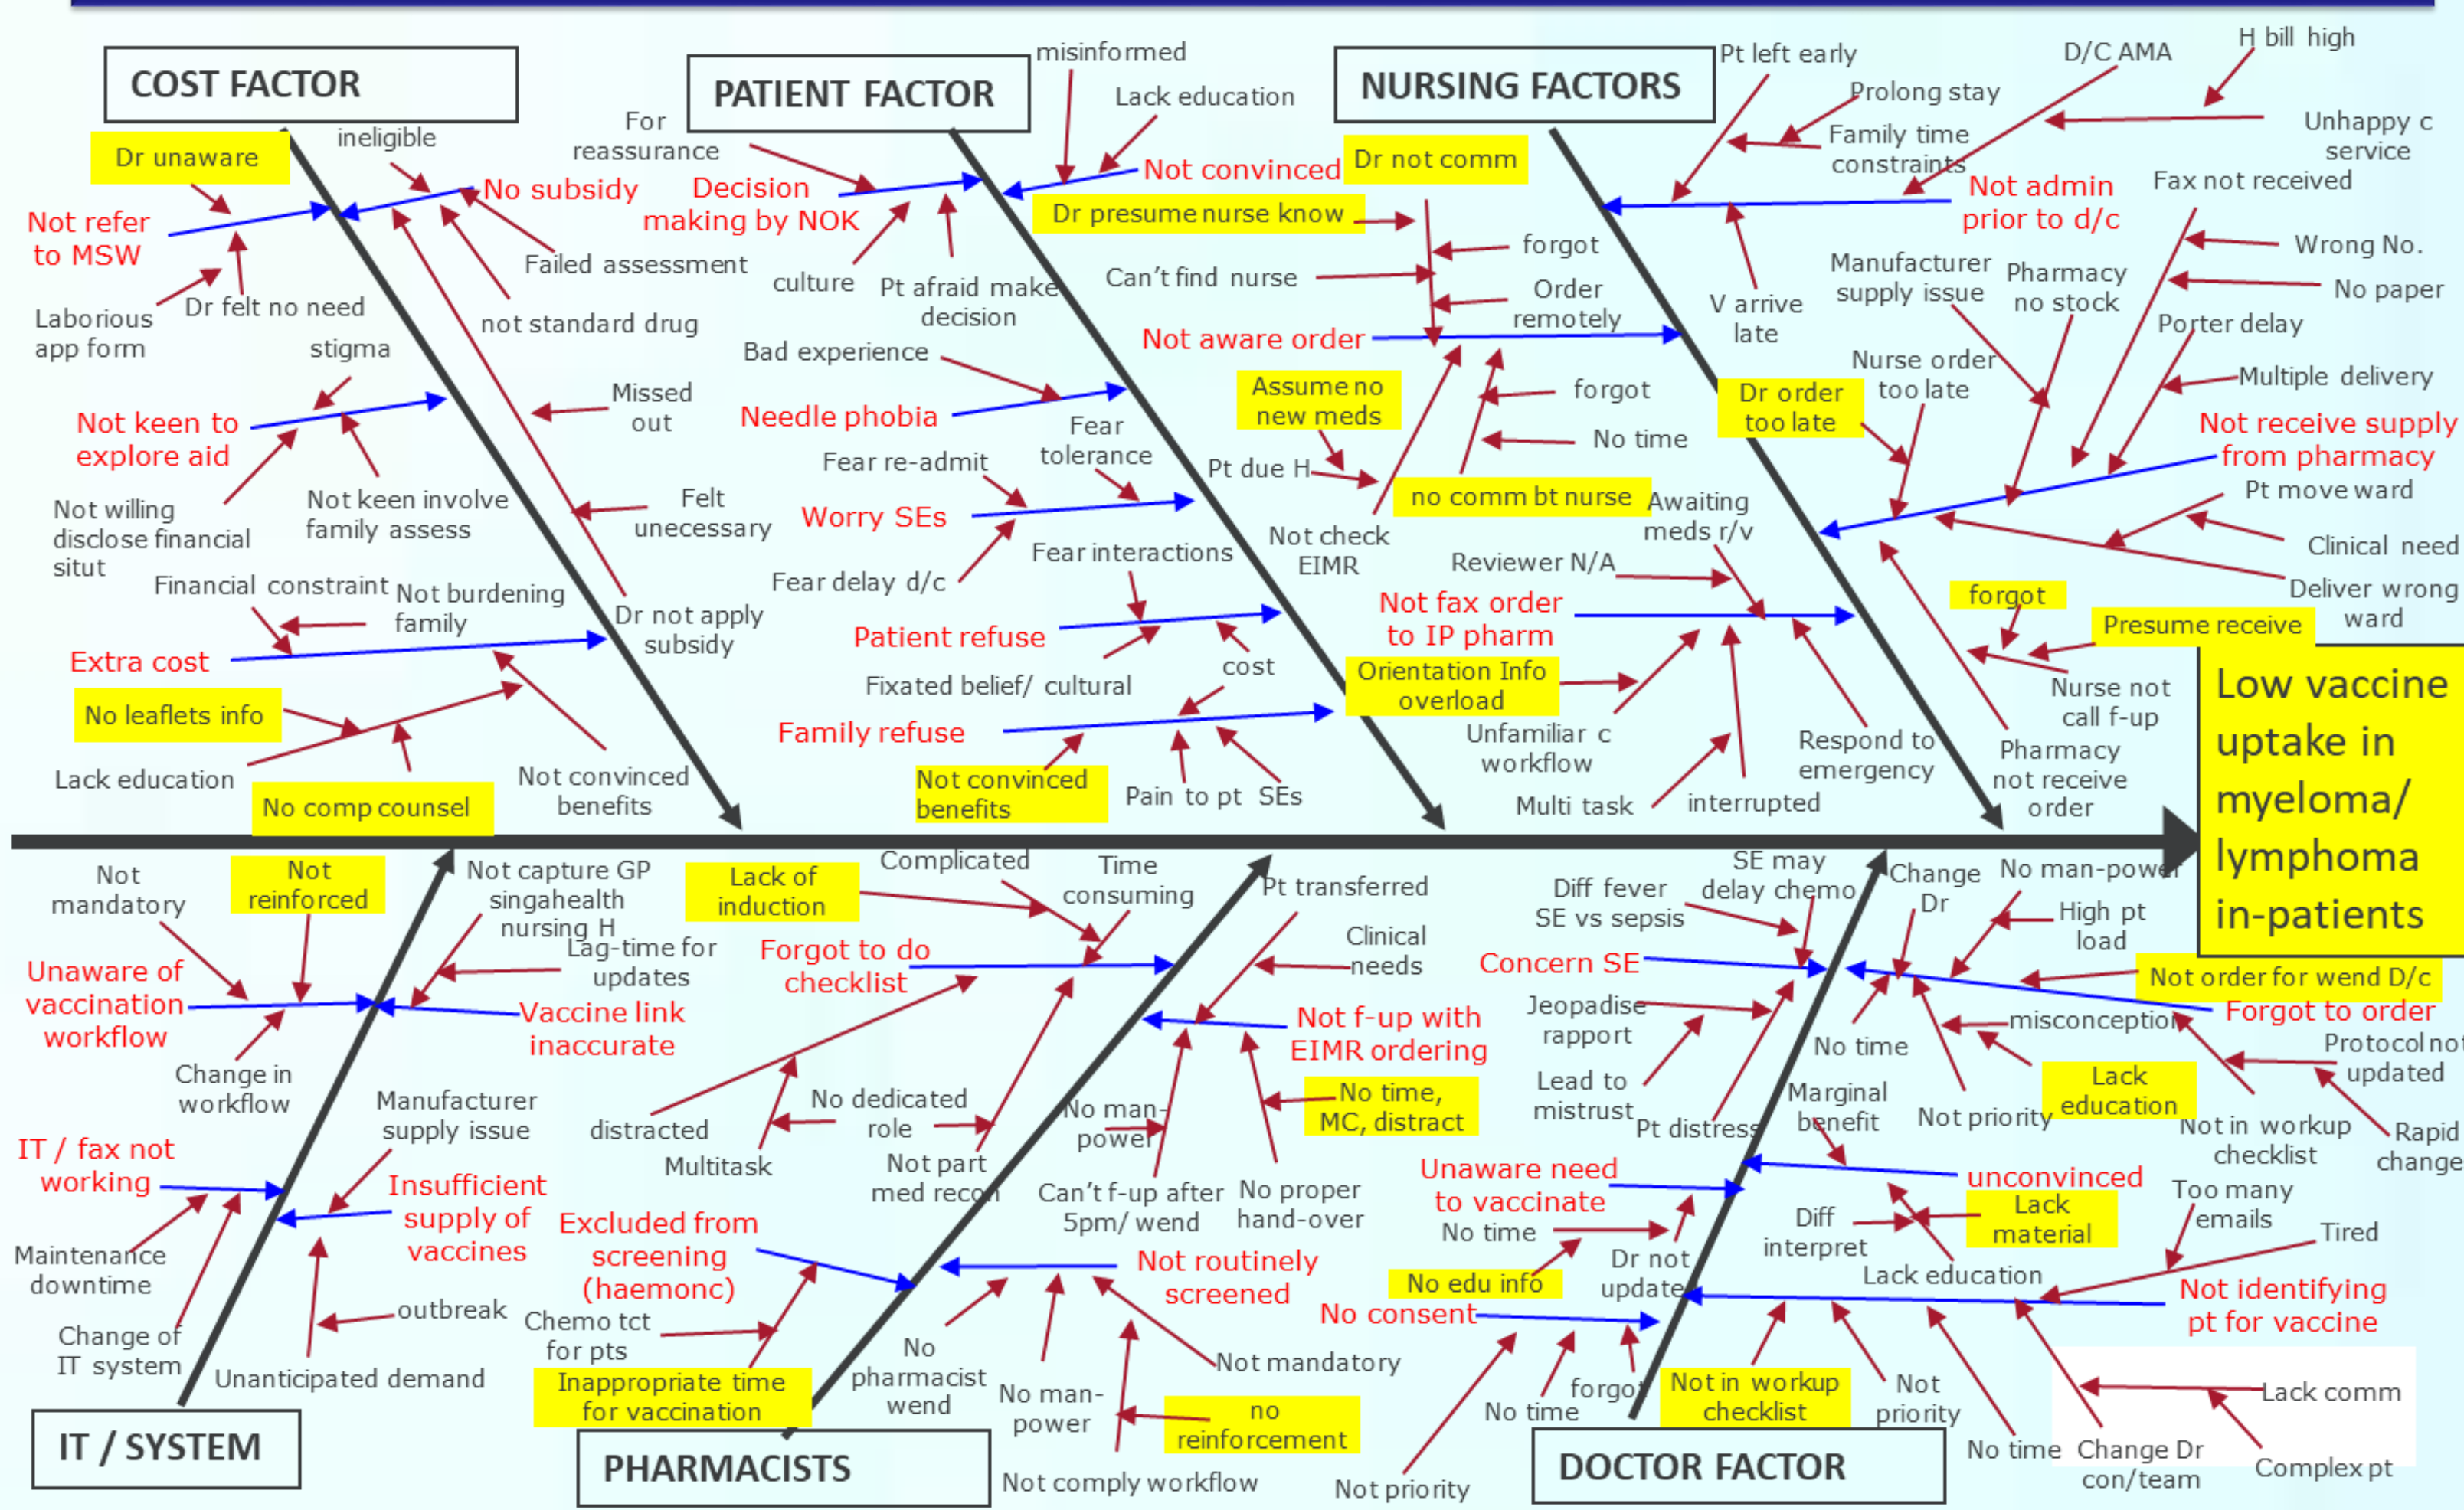 COST FACTOR
Dr unaware
ineligible
Not refer
to MSW
No subsidy
Failed assessment
Laborious
app form
Dr felt no need
not standard drug
stigma
Missed
out
Not keen to
explore aid
Not willing
disclose financial
situt
Not keen involve
family assess
Felt
unecessary
Financial constraint
Not burdening
family
Dr not apply
subsidy
Extra cost
No leaflets info
Lack education
No comp counsel
Not convinced
benefits
PATIENT FACTOR
misinformed
Lack education
For
reassurance
Decision
making by NOK
Not convinced
culture
Pt afraid make
decision
Bad experience
Needle phobia
Fear
tolerance
Fear re-admit
Worry SEs
Fear delay d/c
Fear interactions
Patient refuse
cost
Fixated belief/ cultural
Family refuse
Not convinced
benefits
Pain to pt
SEs
NURSING FACTORS
Pt left early
D/C AMA
H bill high
Prolong stay
Family time
constraints
Unhappy c
service
Dr not comm
Not admin
prior to d/c
Fax not received
Dr presume nurse know
forgot
Wrong No.
Can't find nurse
Manufacturer
supply issue
Pharmacy
no stock
No paper
Order
remotely
V arrive
late
Porter delay
Not aware order
Nurse order
too late
Multiple delivery
Assume no
new meds
forgot
Dr order
too late
No time
Not receive supply
from pharmacy
Pt due H
no comm bt nurse
Awaiting
meds r/v
Pt move ward
Not check
EIMR
Clinical need
Reviewer N/A
Deliver wrong
ward
Not fax order
to IP pharm
forgot
Presume receive
Orientation Info
overload
Nurse not
call f-up
Unfamiliar c
workflow
Respond to
emergency
Pharmacy
not receive
order
Multi task
interrupted
Low vaccine
uptake in
myeloma/
lymphoma
in-patients
Not
mandatory
Not
reinforced
Not capture GP
singahealth
nursing H
Lag-time for
updates
Unaware of
vaccination
workflow
Vaccine link
inaccurate
Change in
workflow
Manufacturer
supply issue
IT / fax not
working
Insufficient
supply of
vaccines
Maintenance
downtime
outbreak
Change of
IT system
Unanticipated demand
IT / SYSTEM
Lack of
induction
Complicated
Time
consuming
Pt transferred
Forgot to do
checklist
Clinical
needs
Not f-up with
EIMR ordering
distracted
No dedicated
role
No man-
power
No time,
MC, distract
Multitask
Not part
med recon
Can't f-up after
5pm/ wend
No proper
hand-over
Excluded from
screening
(haemonc)
Not routinely
screened
Chemo tct
for pts
Inappropriate time
for vaccination
No
pharmacist
wend
No man-
power
Not mandatory
no
reinforcement
Not comply workflow
PHARMACISTS
SE may
delay chemo
Diff fever
SE vs sepsis
Change
Dr
No man-power
High pt
load
Concern SE
Not order for wend D/c
Forgot to order
Jeopadise
rapport
No time
misconception
Protocol not
updated
Lead to
mistrust
Lack
education
Marginal
benefit
Pt distress
Not priority
Not in workup
checklist
Rapid
change
Unaware need
to vaccinate
unconvinced
No time
Diff
interpret
Lack
material
Too many
emails
Tired
No edu info
Dr not
update
Lack education
No consent
Not identifying
pt for vaccine
No time
forgot
Not in workup
checklist
Not
priority
Lack comm
Not priority
No time
Change Dr
con/team
Complex pt
DOCTOR FACTOR